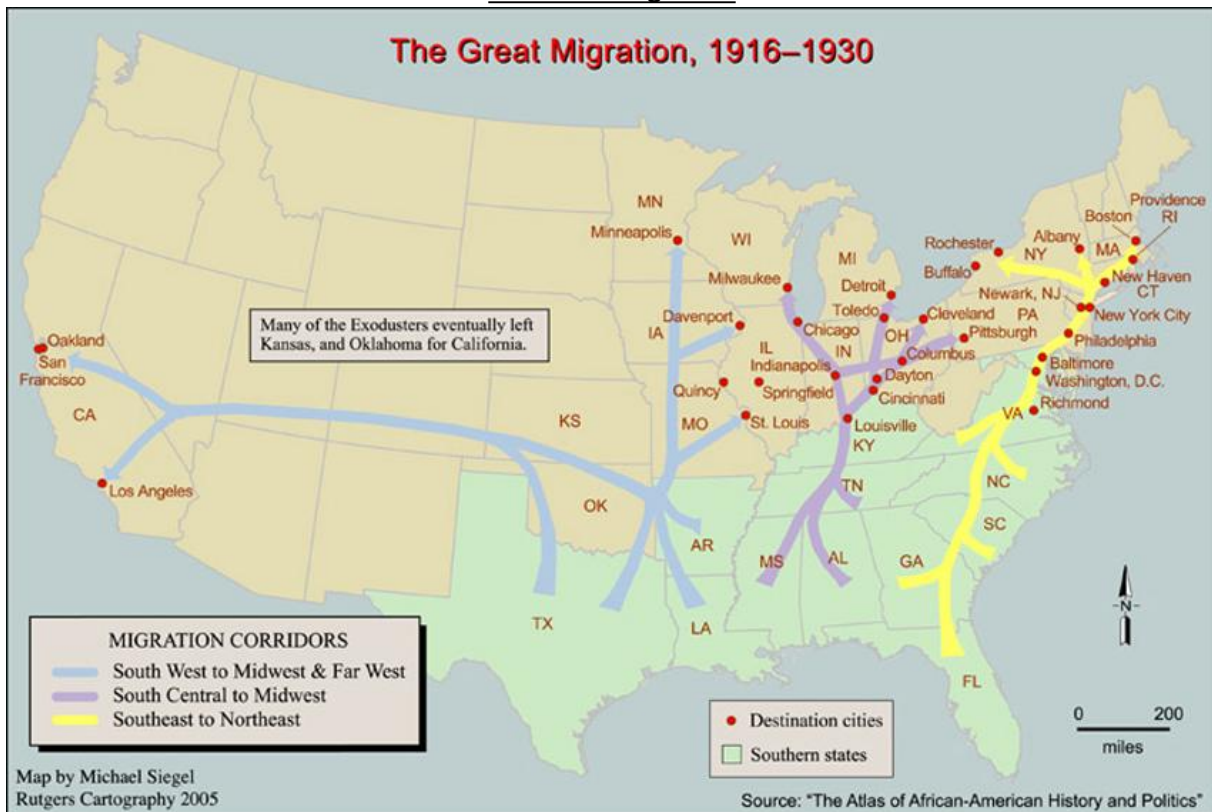 The Great Migration, 1916–1930
MN
Minneapolis
WI
MI
Milwaukee
Detroit
Toledo
Chicago
Rochester
Buffalo
Albany
NY
Boston
Providence
RI
MA
New Haven
CT
Newark, NJ
New York City
PA
Cleveland
Pittsburgh
Philadelphia
Baltimore
Washington, D.C.
Richmond
VA
Many of the Exodusters eventually left
Kansas, and Oklahoma for California.
Oakland
San
Francisco
CA
Los Angeles
IA
Davenport
IL
Indianapolis
IN
OH
Columbus
Dayton
Cincinnati
Quincy
Springfield
KS
MO
St. Louis
Louisville
KY
OK
AR
TN
NC
SC
MS
AL
GA
TX
LA
FL
MIGRATION CORRIDORS
South West to Midwest & Far West
South Central to Midwest
Southeast to Northeast
Destination cities
Southern states
N
0 200
miles
Map by Michael Siegel
Rutgers Cartography 2005
Source: "The Atlas of African-American History and Politics"